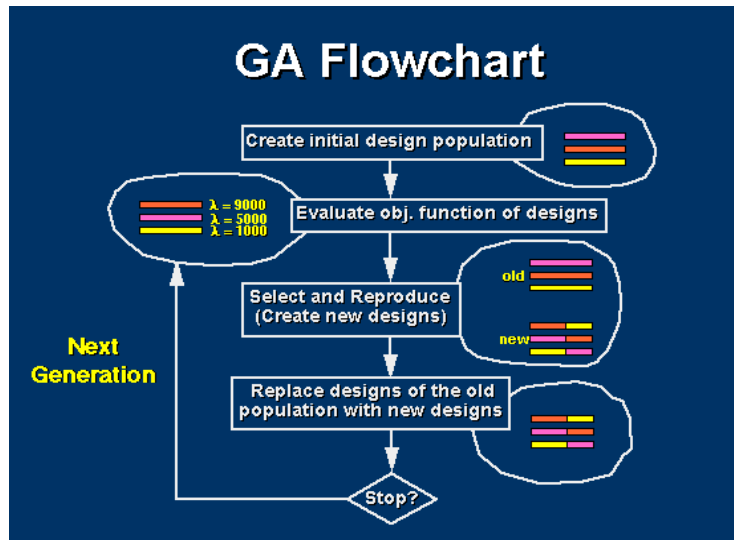 GA Flowchart
Create initial design population
λ = 9000
λ = 5000
λ = 1000
Evaluate obj. function of designs
old
Select and Reproduce
(Create new designs)
new
Next
Generation
Replace designs of the old
population with new designs
Stop?